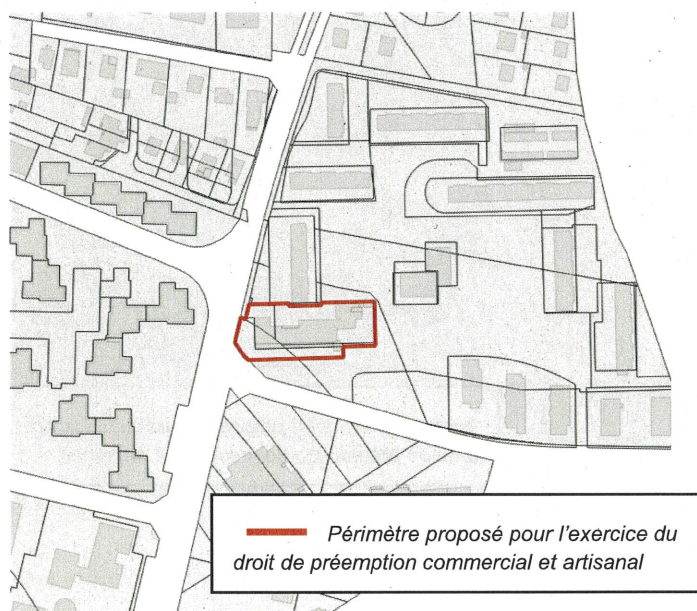 Périmètre proposé pour l'exercice du
droit de préemption commercial et artisanal